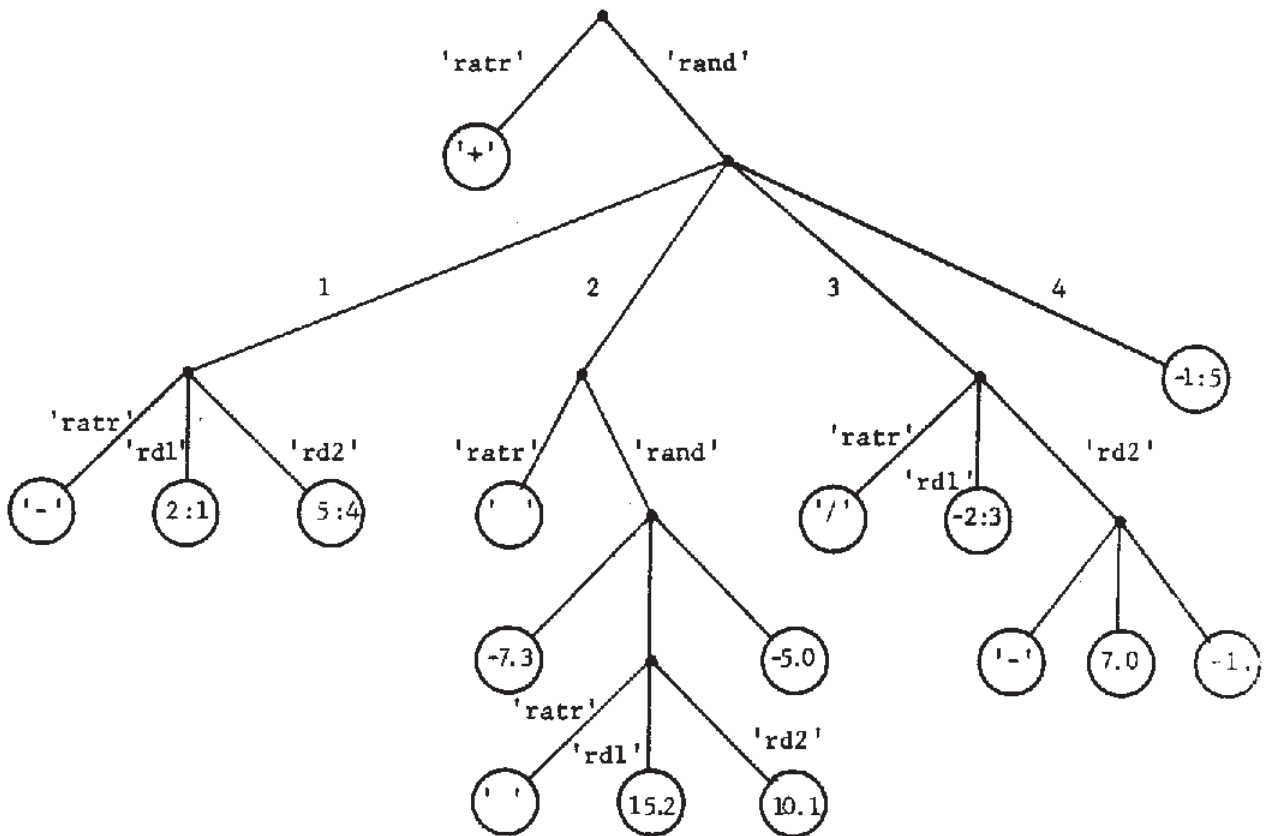 'ratr' 'rand'
'+'
1 2 3 4
-1:5
'ratr' 'rd1' 'rd2' 'ratr' 'rand' 'ratr' 'rd1' 'rd2'
'-' 2:1 5:4 ' ' '/' -2:3
-7.3 -5.0 '-' 7.0 -1.
'ratr' 'rd1' 'rd2'
' ' 15.2 10.1